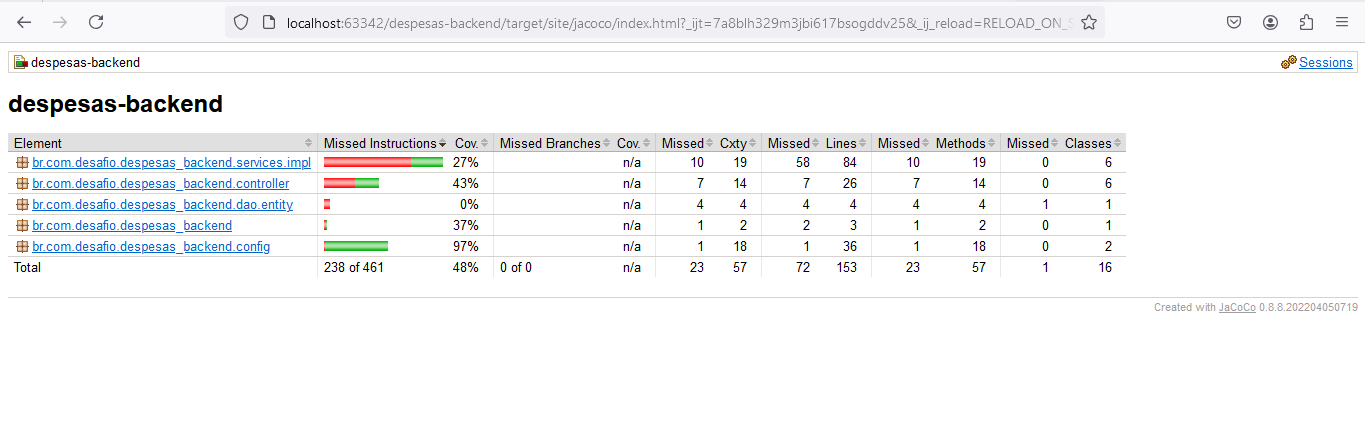 localhost:63342/despesas-backend/target/site/jacoco/index.html?_ijt=7a8blh329m3jbi617bsogddv25&_ij_reload=RELOAD_ON_S
despesas-backend Sessions
despesas-backend
Element Missed Instructions Cov. Missed Branches Cov. Missed Cxty Missed Lines Missed Methods Missed Classes
br.com.desafio.despesas_backend.services.impl 27% n/a 10 19 58 84 10 19 0 6
br.com.desafio.despesas_backend.controller 43% n/a 7 14 7 26 7 14 0 6
br.com.desafio.despesas_backend.dao.entity 0% n/a 4 4 4 4 4 4 1 1
br.com.desafio.despesas_backend 37% n/a 1 2 2 3 1 2 0 1
br.com.desafio.despesas_backend.config 97% n/a 1 18 1 36 1 18 0 2
Total 238 of 461 48% 0 of 0 n/a 23 57 72 153 23 57 1 16
Created with JaCoCo 0.8.8.202204050719